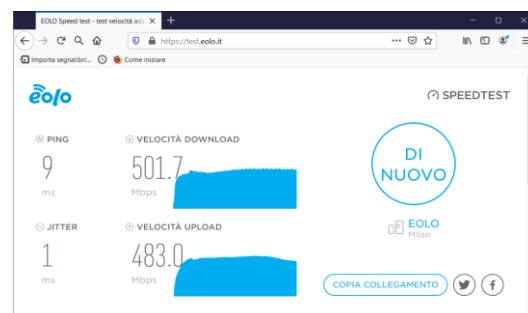 EOLO Speed test - test velocità ads
https://test.eolo.it
Importa segnalibri...
Come iniziare
eolo
SPEEDTEST
PING
9
ms
VELOCITÀ DOWNLOAD
501.7
Mbps
DI
NUOVO
JITTER
1
ms
VELOCITÀ UPLOAD
483.0
Mbps
EOLO
Milan
COPIA COLLEGAMENTO